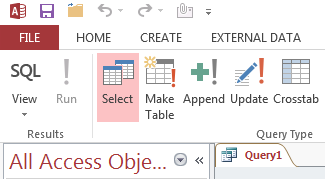 FILE HOME CREATE EXTERNAL DATA
SQL
View Run Select Make Table Append Update Crosstab
Results Query Type
All Access Obje... Query1